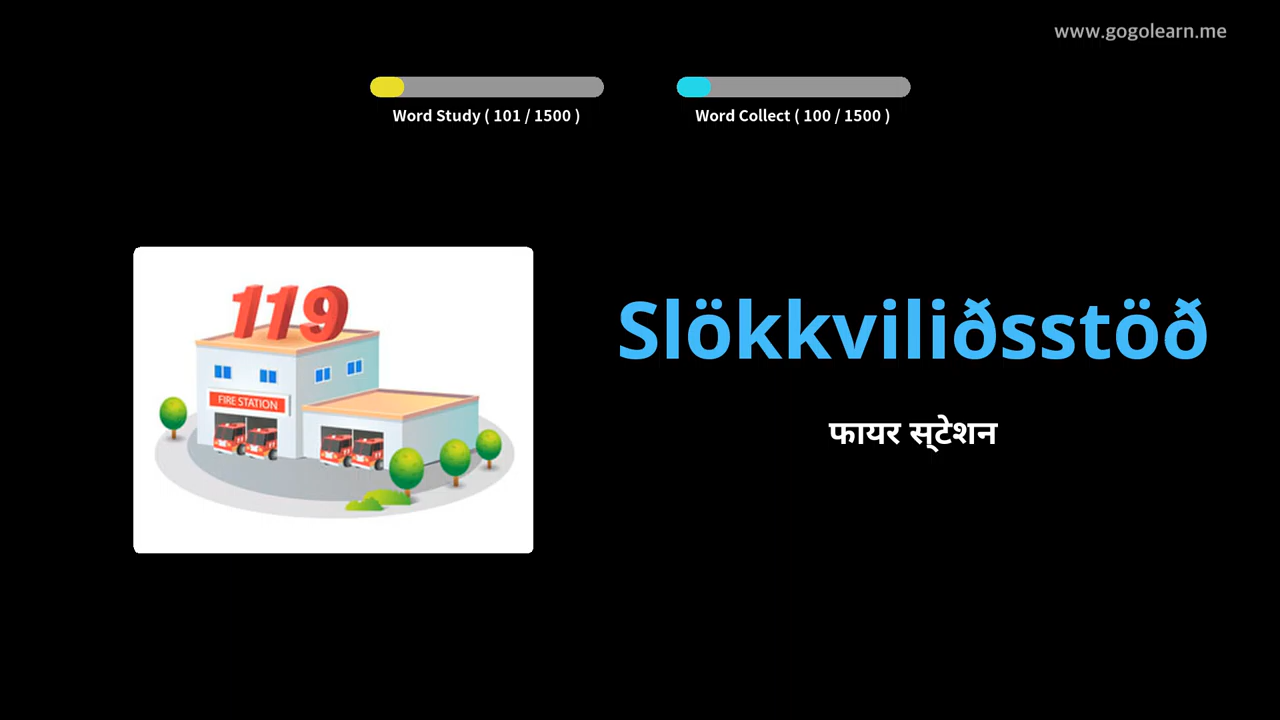 www.gogolearn.me
Word Study ( 101 / 1500 )
Word Collect ( 100 / 1500 )
119
FIRE STATION
Slökkviliðsstöð
फायर स्टेशन